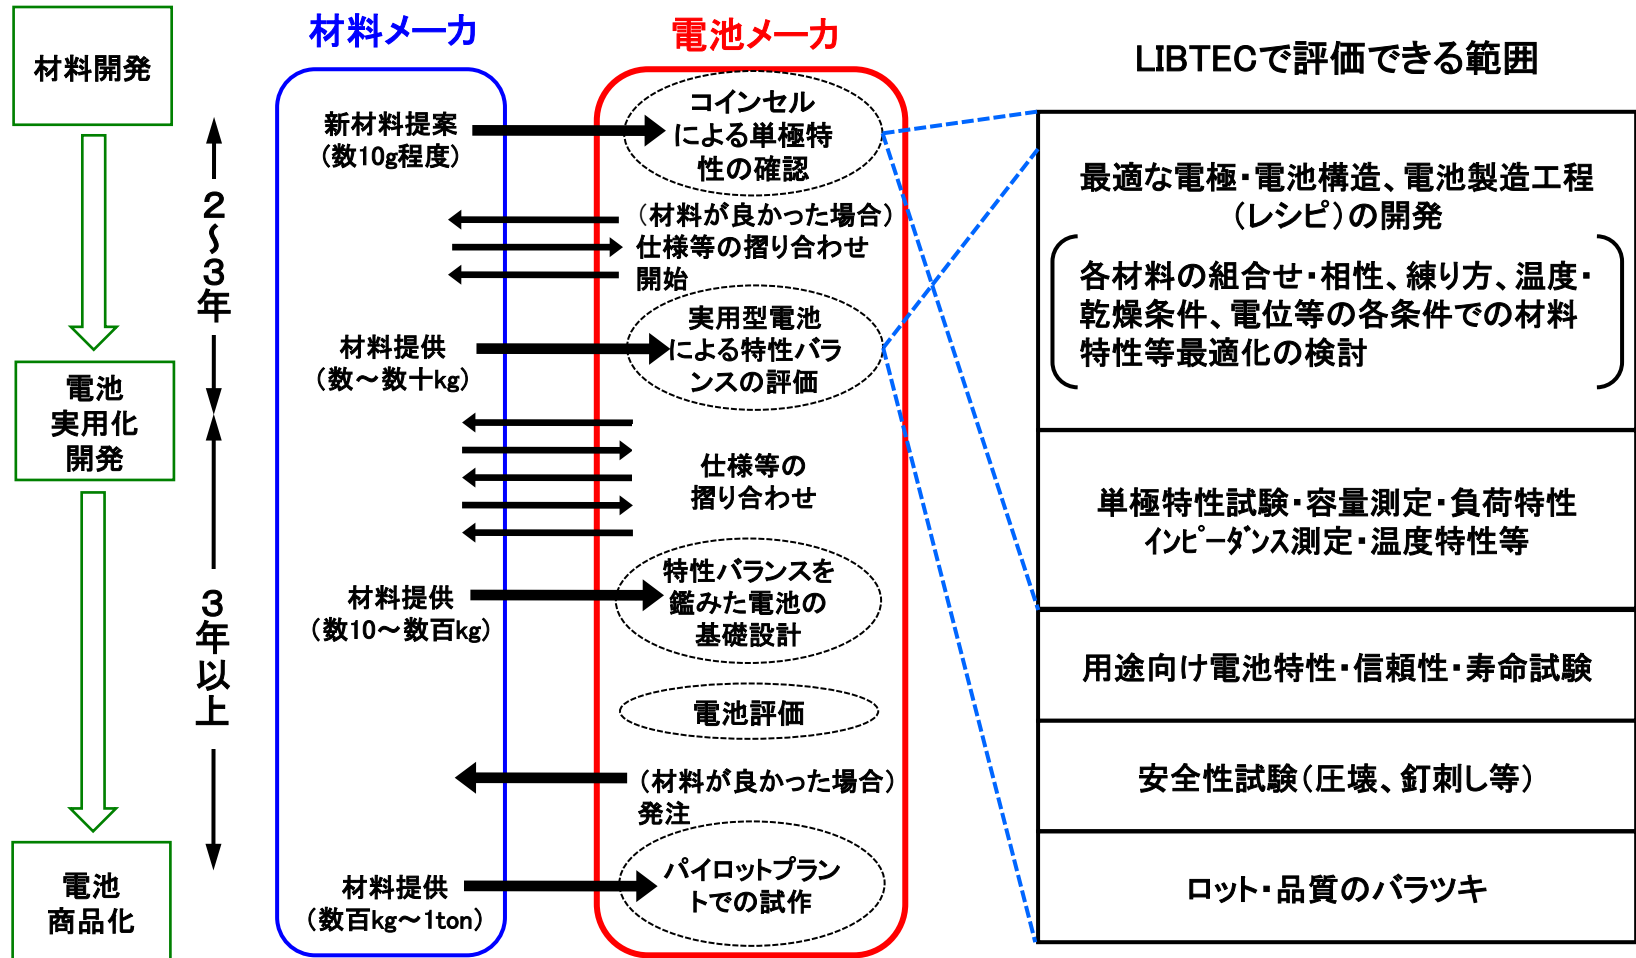 材料開発
電池
実用化
開発
電池
商品化
2～3年
3年以上
材料メーカ
新材料提案
（数10g程度）
材料提供
（数～数十kg）
材料提供
（数10～数百kg）
材料提供
（数百kg～1ton）
電池メーカ
コインセル
による単極特
性の確認
（材料が良かった場合）
仕様等の摺り合わせ
開始
実用型電池
による特性バラ
ンスの評価
仕様等の
摺り合わせ
特性バランスを
鑑みた電池の
基礎設計
電池評価
（材料が良かった場合）
発注
パイロットプラン
トでの試作
LIBTECで評価できる範囲
最適な電極・電池構造、電池製造工程
（レシピ）の開発
各材料の組合せ・相性、練り方、温度・
乾燥条件、電位等の各条件での材料
特性等最適化の検討
単極特性試験・容量測定・負荷特性
インピーダンス測定・温度特性等
用途向け電池特性・信頼性・寿命試験
安全性試験（圧壊、釘刺し等）
ロット・品質のバラツキ